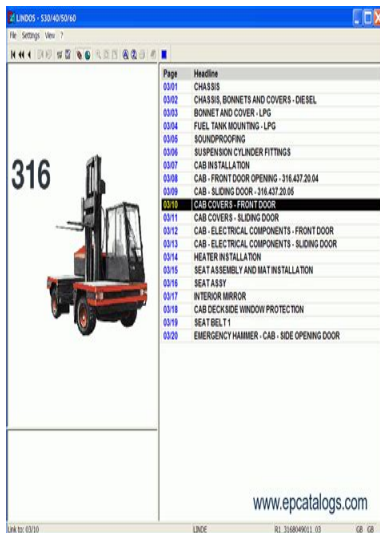 LINDOS - S30/40/50/60
File Settings View ?
Page Headline
03/01 CHASSIS
03/02 CHASSIS, BONNETS AND COVERS - DIESEL
03/03 BONNET AND COVER - LPG
03/04 FUEL TANK MOUNTING - LPG
03/05 SOUNDPROOFING
03/06 SUSPENSION CYLINDER FITTINGS
03/07 CAB INSTALLATION
03/08 CAB - FRONT DOOR OPENING - 316.437.20.04
03/09 CAB - SLIDING DOOR - 316.437.20.05
03/10 CAB COVERS - FRONT DOOR
03/11 CAB COVERS - SLIDING DOOR
03/12 CAB - ELECTRICAL COMPONENTS - FRONT DOOR
03/13 CAB - ELECTRICAL COMPONENTS - SLIDING DOOR
03/14 HEATER INSTALLATION
03/15 SEAT ASSEMBLY AND MAT INSTALLATION
03/16 SEAT ASSY
03/17 INTERIOR MIRROR
03/18 CAB DECKSIDE WINDOW PROTECTION
03/19 SEAT BELT 1
03/20 EMERGENCY HAMMER - CAB - SIDE OPENING DOOR
316
www.epcatalogs.com
Link to: 03/10 LINDE R1_3168049011_03 GB GB